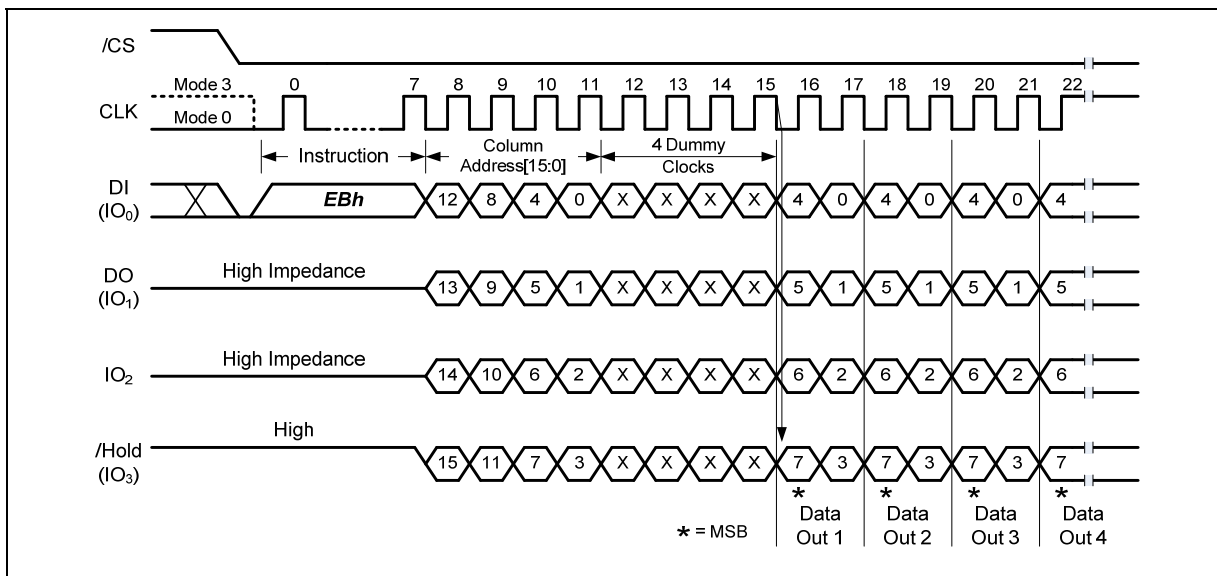 /CS
Mode 3 0 7 8 9 10 11 12 13 14 15 16 17 18 19 20 21 22
CLK
Mode 0
Instruction
Column
Address[15:0]
4 Dummy
Clocks
DI
(IO0)
EBh 12 8 4 0 X X X X 4 0 4 0 4 0 4
DO
(IO1)
High Impedance 13 9 5 1 X X X X 5 1 5 1 5 1 5
IO2
High Impedance 14 10 6 2 X X X X 6 2 6 2 6 2 6
/Hold
(IO3)
High 15 11 7 3 X X X X 7 3 7 3 7 3 7
* * * *
* = MSB
Data
Out 1
Data
Out 2
Data
Out 3
Data
Out 4